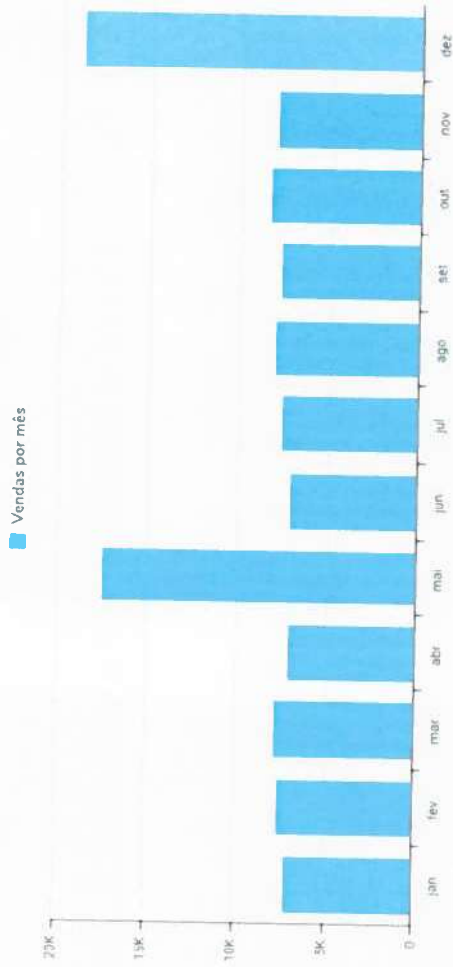 Vendas por mês
20K
15K
10K
5K
0
jan fev mar abr mai jun jul ago set out nov dez